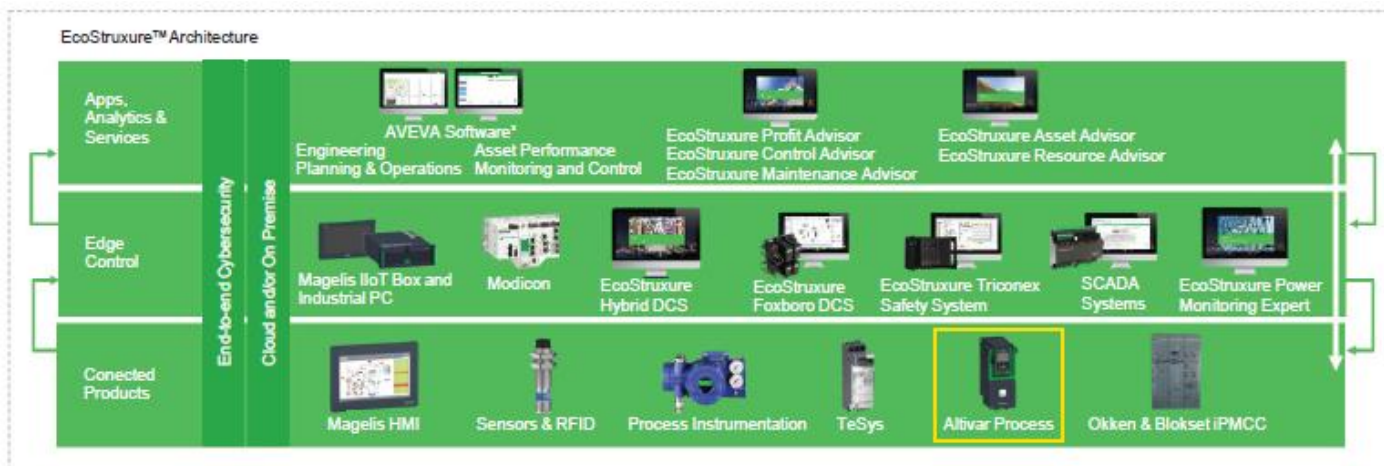 EcoStruxure™ Architecture
Apps,
Analytics &
Services
End-to-end Cybersecurity
Cloud and/or On Premise
AVEVA Software*
Engineering
Planning & Operations
Asset Performance
Monitoring and Control
EcoStruxure Profit Advisor
EcoStruxure Control Advisor
EcoStruxure Maintenance Advisor
EcoStruxure Asset Advisor
EcoStruxure Resource Advisor
Edge
Control
Magelis IIoT Box and
Industrial PC
Modicon
EcoStruxure
Hybrid DCS
EcoStruxure
Foxboro DCS
EcoStruxure Triconex
Safety System
SCADA
Systems
EcoStruxure Power
Monitoring Expert
Conected
Products
Magelis HMI
Sensors & RFID
Process Instrumentation
TeSys
Altivar Process
Okken & Blokset iPMCC